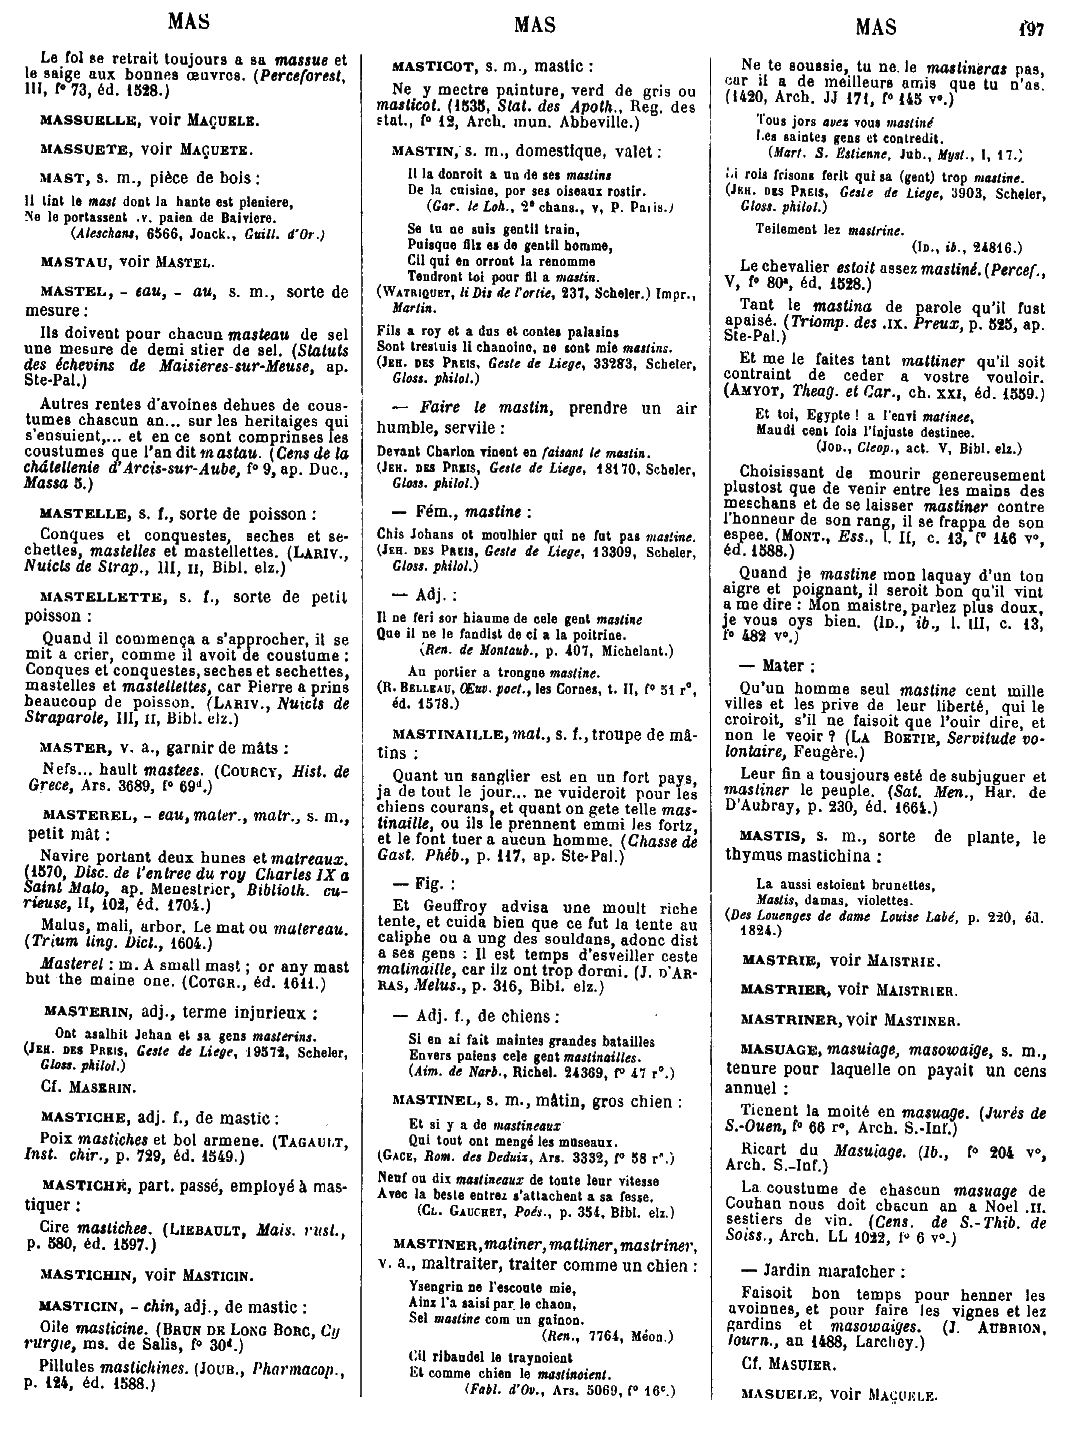 MAS
MAS
MAS
197
Le fol se retrait toujours a sa massue et
le saige aux bonnes œuvres. (Perceforest,
III, f° 73, éd. 1528.)
MASSUELLE, voir MAÇUELE.
MASSUETE, voir MAÇUETE.
MAST, s. m., pièce de bois :
Il tint le mast dont la hante est pleniere,
Ne le portassent .v. paien de Baiviere.
(Aleschans, 6566, Jonck., Guill. d'Or.)
MASTAU, voir MASTEL.
MASTEL, - eau, - au, s. m., sorte de
mesure :
Ils doivent pour chacun masteau de sel
une mesure de demi stier de sel. (Statuts
des échevins de Maisieres-sur-Meuse, ap.
Ste-Pal.)
Autres rentes d'avoines dehues de cous-
tumes chascun an... sur les heritaiges qui
s'ensuient,... et en ce sont comprinses les
coustumes que l'an dit mastau. (Cens de la
châtellenie d'Arcis-sur-Aube, f° 9, ap. Duc.,
Massa 5.)
MASTELLE, s. f., sorte de poisson :
Conques et conquestes, seches et se-
chettes, mastelles et mastellettes. (LARIV.,
Nuicts de Strap., III, II, Bibl. elz.)
MASTELLETTE, s. f., sorte de petit
poisson :
Quand il commença a s'approcher, il se
mit a crier, comme il avoit de coustume :
Conques et conquestes, seches et sechettes,
mastelles et mastellettes, car Pierre a prins
beaucoup de poisson. (LARIV., Nuicts de
Straparole, III, II, Bibl. elz.)
MASTER, v. a., garnir de mâts :
Nefs... hault mastees. (COURCY, Hist. de
Grece, Ars. 3689, f° 69d.)
MASTEREL, - eau, mater., matr., s. m.,
petit mât :
Navire portant deux hunes et matreaux.
(1570, Disc. de l'entree du roy Charles IX a
Saint Malo, ap. Menestrier, Biblioth. cu-
rieuse, II, 102, éd. 1704.)
Malus, mali, arbor. Le mat ou matereau.
(Trium ling. Dict., 1604.)
Masterel : m. A small mast ; or any mast
but the maine one. (COTGR., éd. 1611.)
MASTERIN, adj., terme injurieux :
Ont asalhit Jehan et sa gens masterins.
(JEH. DES PREIS, Geste de Liege, 19572, Scheler,
Gloss. philol.)
Cf. MASERIN.
MASTICHE, adj. f., de mastic :
Poix mastiches et bol armene. (TAGAULT,
Inst. chir., p. 729, éd. 1549.)
MASTICHÉ, part. passé, employé à mas-
tiquer :
Cire mastichee. (LIEBAULT, Mais. rust.,
p. 580, éd. 1597.)
MASTICHIN, voir MASTICIN.
MASTICIN, - chin, adj., de mastic :
Oile masticine. (BRUN DE LONG BORC, Cy
rurgie, ms. de Salis, f° 30d.)
Pillules mastichines. (JOUB., Pharmacop.,
p. 124, éd. 1588.)
MASTICOT, s. m., mastic :
Ne y mectre painture, verd de gris ou
masticot. (1535, Stat. des Apoth., Reg. des
stat., f° 12, Arch. mun. Abbeville.)
MASTIN, s. m., domestique, valet :
Il la donroit a un de ses mastins
De la cuisine, por ses oiseaux rostir.
(Gar. le Loh., 2e chans., v, P. Paris.)
Se tu ne suis gentil train,
Puisque filz es de gentil homme,
Cil qui en orront la renomme
Tendront toi pour fil a mastin.
(WATRIQUET, li Dis de l'ortie, 237, Scheler.) Impr.,
Martin.
Fils a roy et a dus et contes palasins
Sont trestuis li chanoine, ne sont mie mastins.
(JEH. DES PREIS, Geste de Liege, 33283, Scheler,
Gloss. philol.)
— Faire le mastin, prendre un air
humble, servile :
Devant Charlon vinent en faisant le mastin.
(JEH. DES PREIS, Geste de Liege, 18170, Scheler,
Gloss. philol.)
— Fém., mastine :
Chis Johans ot moulhier qui ne fut pas mastine.
(JEH. DES PREIS, Geste de Liege, 13309, Scheler,
Gloss. philol.)
— Adj. :
Il ne feri sor hiaume de cele gent mastine
Que il ne le fandist de ci a la poitrine.
(Ren. de Montaub., p. 407, Michelant.)
Au portier a trongne mastine.
(R. BELLEAU, Œuv. poet., les Cornes, t. II, f° 51 r°,
éd. 1578.)
MASTINAILLE, mat., s. f., troupe de mâ-
tins :
Quant un sanglier est en un fort pays,
ja de tout le jour... ne vuideroit pour les
chiens courans, et quant on gete telle mas-
tinaille, ou ils le prennent emmi les fortz,
et le font tuer a aucun homme. (Chasse de
Gast. Phéb., p. 117, ap. Ste-Pal.)
— Fig. :
Et Geuffroy advisa une moult riche
tente, et cuida bien que ce fut la tente au
caliphe ou a ung des souldans, adonc dist
a ses gens : Il est temps d'esveiller ceste
matinaille, car ilz ont trop dormi. (J. D'AR-
RAS, Melus., p. 316, Bibl. elz.)
— Adj. f., de chiens :
Si en ai fait maintes grandes batailles
Envers paiens cele gent mastinailles.
(Aim. de Narb., Richel. 24369, f° 47 r°.)
MASTINEL, s. m., mâtin, gros chien :
Et si y a de mastineaux
Qui tout ont mengé les museaux.
(GACE, Rom. des Deduiz, Ars. 3332, f° 58 r°.)
Neuf ou dix mastineaux de toute leur vitesse
Avec la beste entrez s'attachent a sa fesse.
(CL. GAUCHET, Poés., p. 354, Bibl. elz.)
MASTINER, matiner, mattiner, mastriner,
v. a., maltraiter, traiter comme un chien :
Ysengrin ne l'escoute mie,
Ainz l'a saisi par le chaon,
Sel mastine com un gaignon.
(Ren., 7764, Méon.)
Cil ribaudel le traynoient
Et comme chien le mastinoient.
(Fabl. d'Ov., Ars. 5069, f° 16c.)
Ne te soussie, tu ne le mastineras pas,
car il a de meilleurs amis que tu n'as.
(1420, Arch. JJ 171, f° 145 v°.)
Tous jors avez vous mastiné
Les saintes gens et contredit.
(Mart. S. Estienne, Jub., Myst., I, 17.)
Li rois frisons ferit qui sa (gent) trop mastine.
(JEH. DES PREIS, Geste de Liege, 3903, Scheler,
Gloss. philol.)
Teilement lez mastrine.
(ID., ib., 24816.)
Le chevalier estoit assez mastiné. (Percef.,
V, f° 80a, éd. 1528.)
Tant le mastina de parole qu'il fust
apaisé. (Triomp. des .IX. Preux, p. 525, ap.
Ste-Pal.)
Et me le faites tant mattiner qu'il soit
contraint de ceder a vostre vouloir.
(AMYOT, Theag. et Car., ch. XXI, éd. 1559.)
Et toi, Egypte ! a l'envi matinee,
Maudi cent fois l'injuste destinee.
(JOD., Cleop., act. V, Bibl. elz.)
Choisissant de mourir genereusement
plustost que de venir entre les mains des
meschans et de se laisser mastiner contre
l'honneur de son rang, il se frappa de son
espee. (MONT., Ess., l. II, c. 13, f° 146 v°,
éd. 1588.)
Quand je mastine mon laquay d'un ton
aigre et poignant, il seroit bon qu'il vint
a me dire : Mon maistre, parlez plus doux,
je vous oys bien. (ID., ib., l. III, c. 13,
f° 482 v°.)
— Mater :
Qu'un homme seul mastine cent mille
villes et les prive de leur liberté, qui le
croiroit, s'il ne faisoit que l'ouir dire, et
non le veoir ? (LA BOETIE, Servitude vo-
lontaire, Feugère.)
Leur fin a tousjours esté de subjuguer et
mastiner le peuple. (Sat. Men., Har. de
D'Aubray, p. 230, éd. 1664.)
MASTIS, s. m., sorte de plante, le
thymus mastichina :
La aussi estoient brunettes,
Mastis, damas, violettes.
(Des Louenges de dame Louise Labé, p. 220, éd.
1824.)
MASTRIE, voir MAISTRIE.
MASTRIER, voir MAISTRIER.
MASTRINER, voir MASTINER.
MASUAGE, masuiage, masowaige, s. m.,
tenure pour laquelle on payait un cens
annuel :
Tienent la moité en masuage. (Jurés de
S.-Ouen, f° 66 r°, Arch. S.-Inf.)
Ricart du Masuiage. (Ib., f° 204 v°,
Arch. S.-Inf.)
La coustume de chascun masuage de
Couhan nous doit chacun an a Noel .II.
sestiers de vin. (Cens. de S.-Thib. de
Soiss., Arch. LL 1022, f° 6 v°.)
— Jardin maraîcher :
Faisoit bon temps pour henner les
avoinnes, et pour faire les vignes et lez
gardins et masowaiges. (J. AUBRION,
Journ., an 1488, Larchey.)
Cf. MASUIER.
MASUELE, voir MAÇUELE.